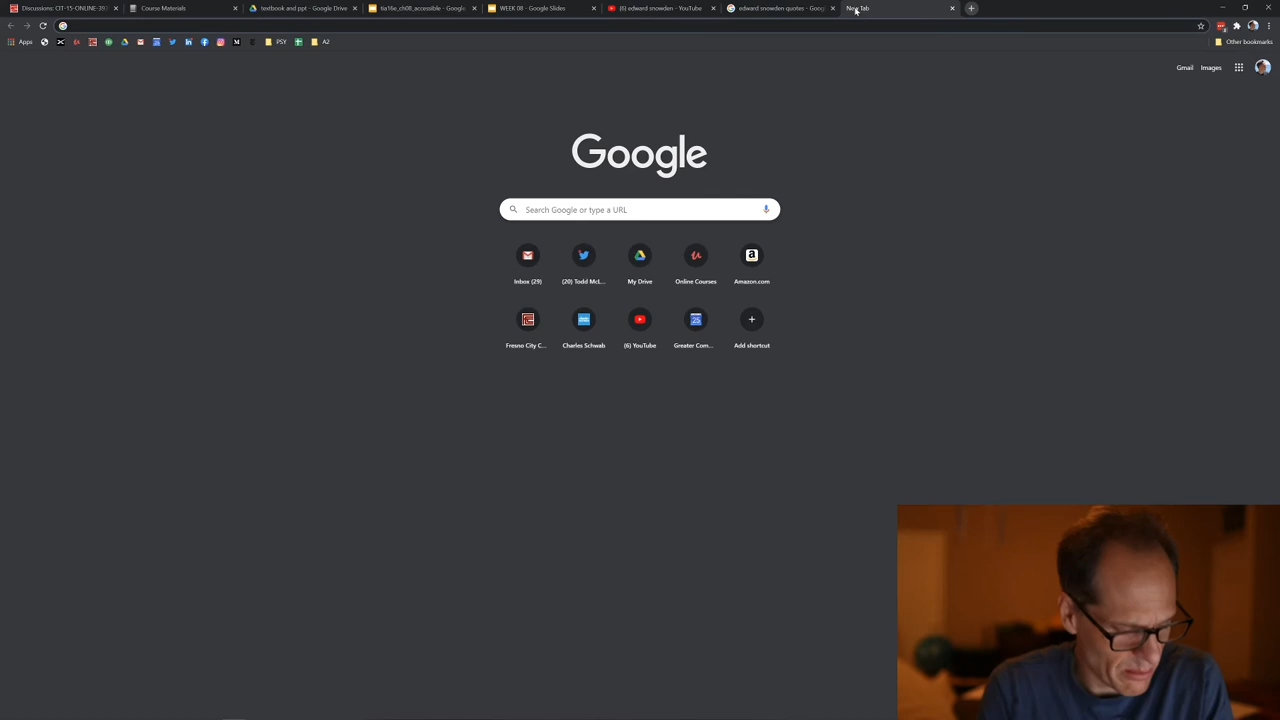 Discussions: CIT-15-ONLINE-39
Course Materials
textbook and ppt - Google Drive
tia16e_ch08_accessible - Google
WEEK 08 - Google Slides
(6) edward snowden - YouTube
edward snowden quotes - Goog
New Tab
Apps
PSY
A2
Other bookmarks
Gmail
Images
Google
Search Google or type a URL
Inbox (29)
(20) Todd McL...
My Drive
Online Courses
Amazon.com
Fresno City C...
Charles Schwab
(6) YouTube
Greater Com...
Add shortcut